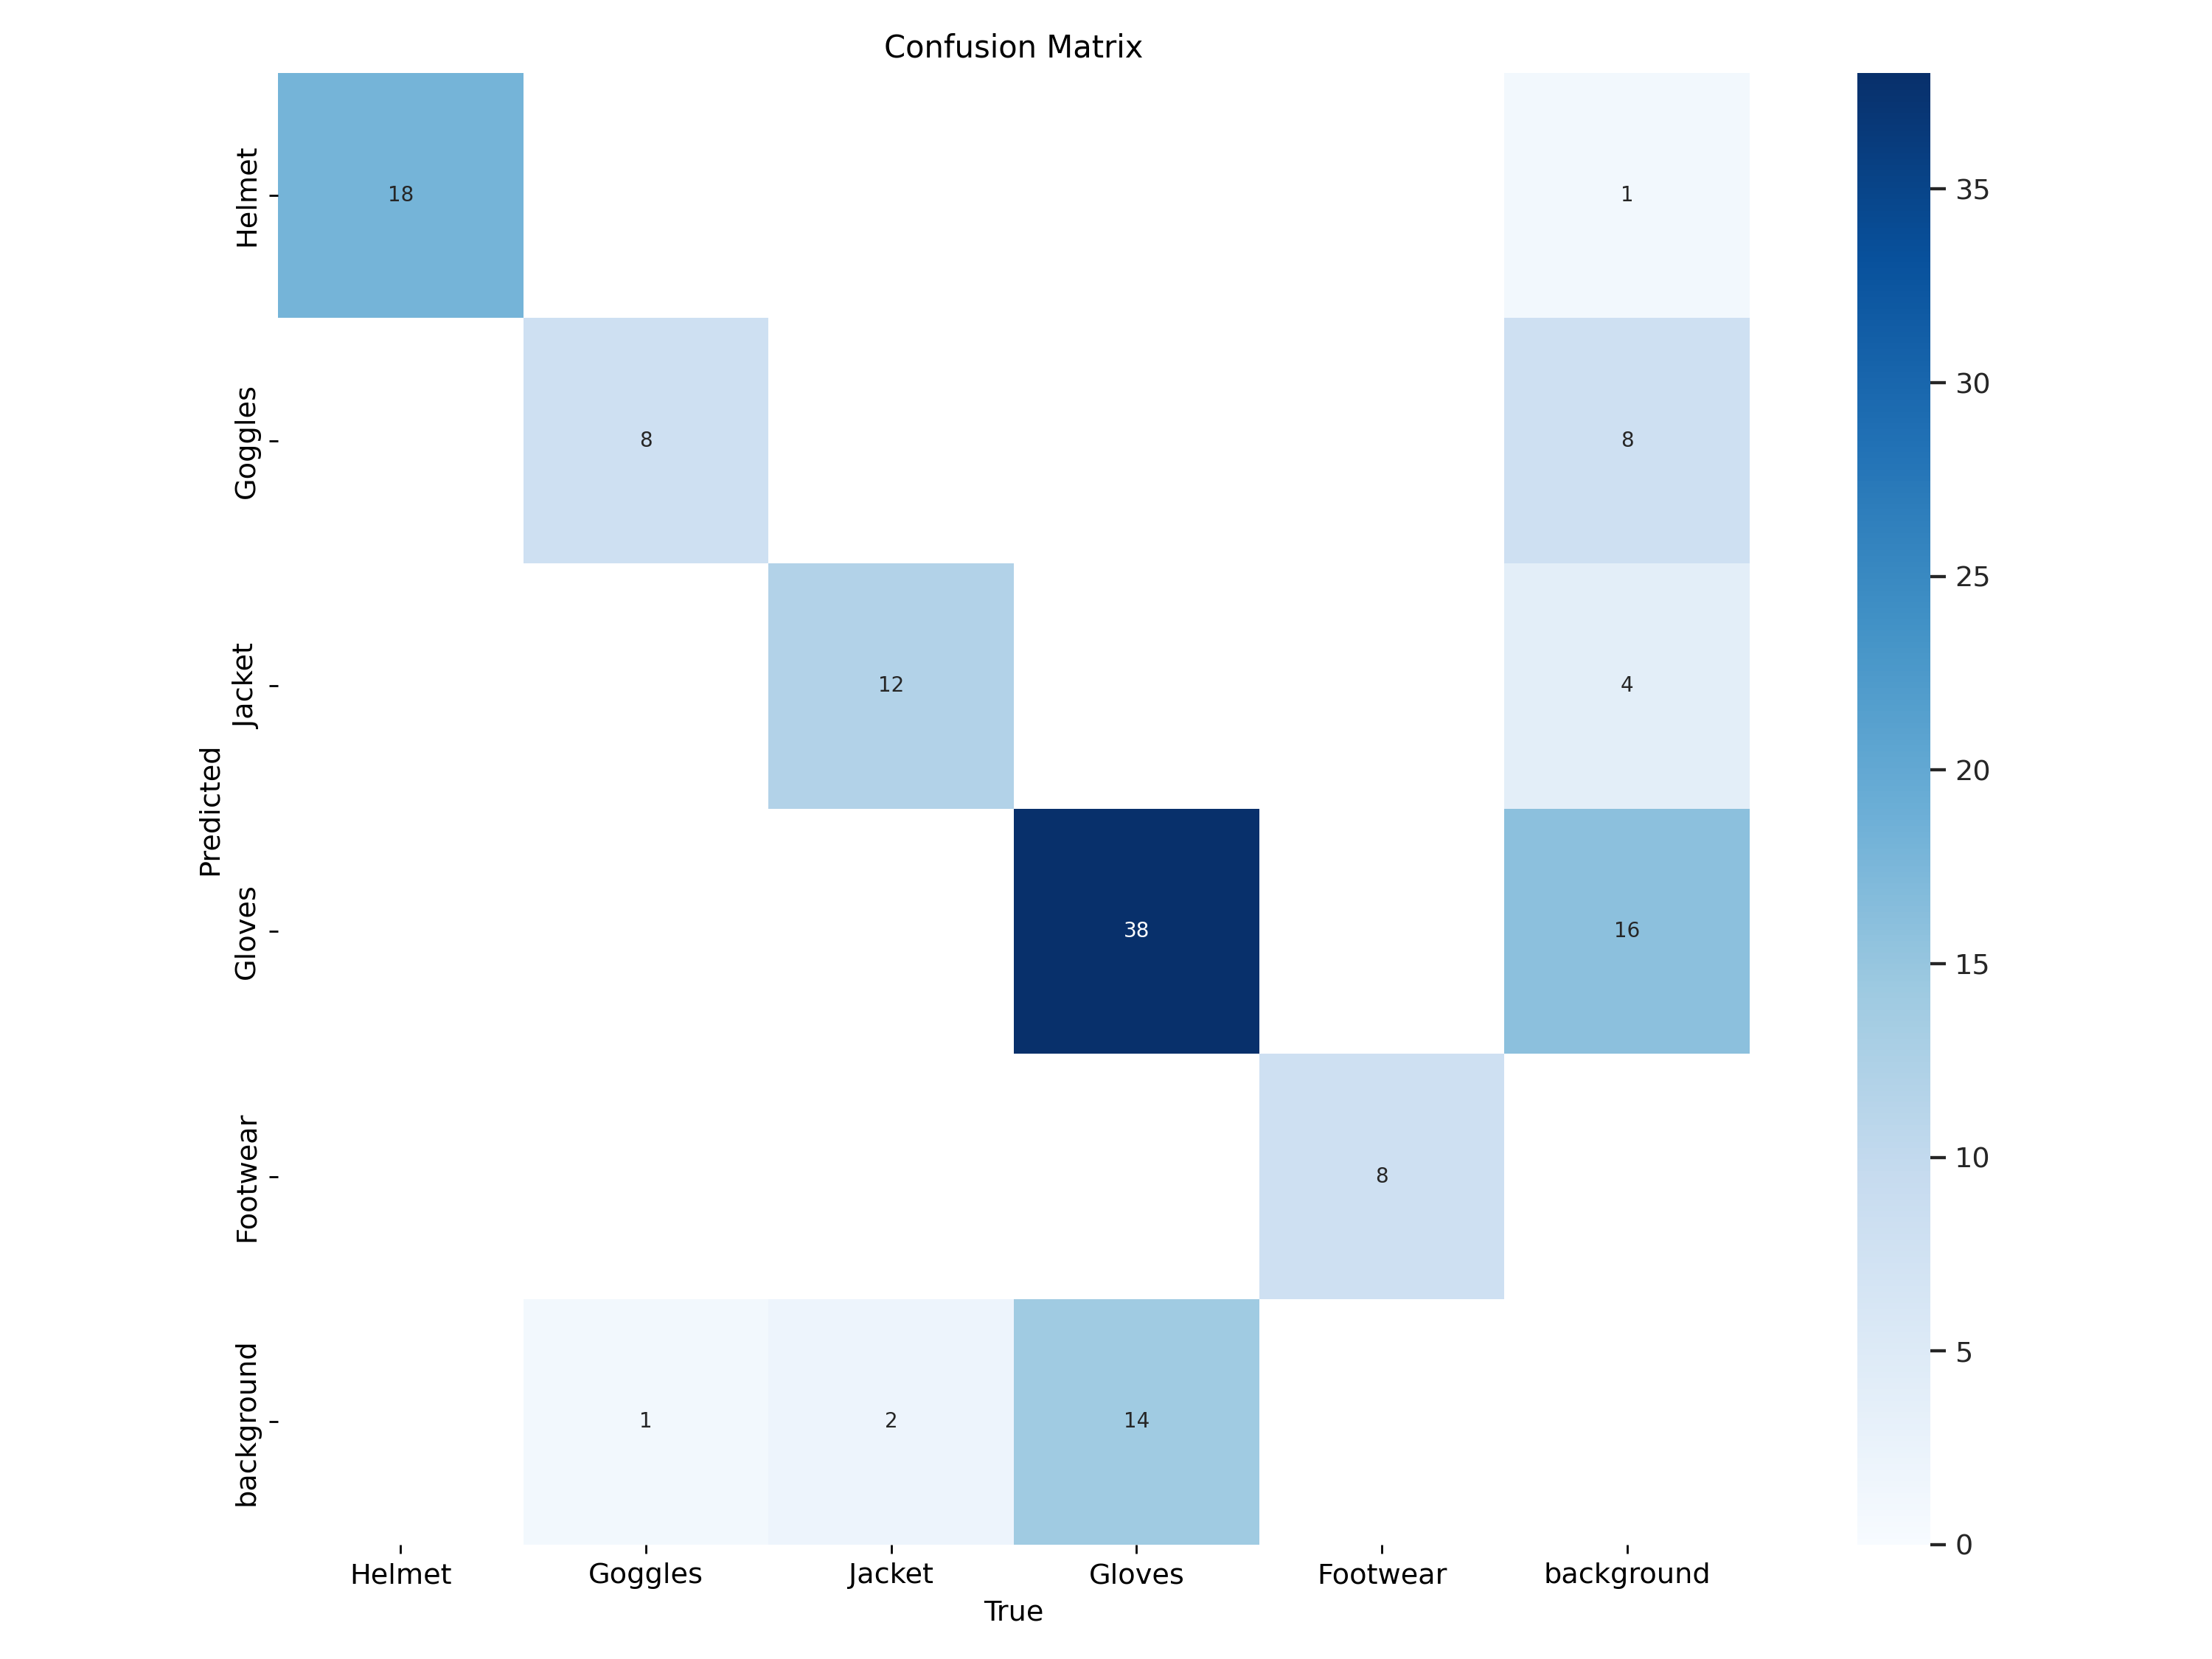 Confusion Matrix
Helmet
18
1
35
30
Goggles
8
8
25
Jacket
12
4
20
Predicted
Gloves
38
16
15
10
Footwear
8
5
background
1
2
14
0
Helmet
Goggles
Jacket
Gloves
Footwear
background
True